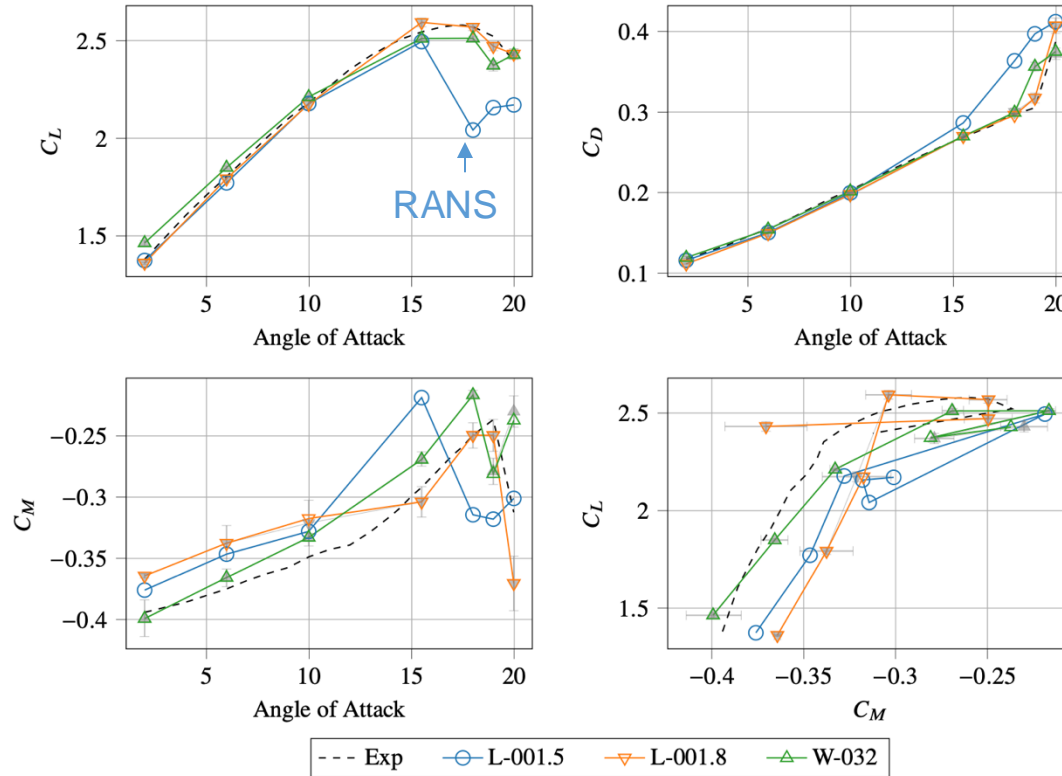 2.5
2
1.5
C_L
RANS
5 10 15 20
Angle of Attack
0.4
0.3
0.2
0.1
C_D
5 10 15 20
Angle of Attack
−0.25
−0.3
−0.35
−0.4
C_M
5 10 15 20
Angle of Attack
2.5
2
1.5
C_L
−0.4 −0.35 −0.3 −0.25
C_M
Exp L-001.5 L-001.8 W-032